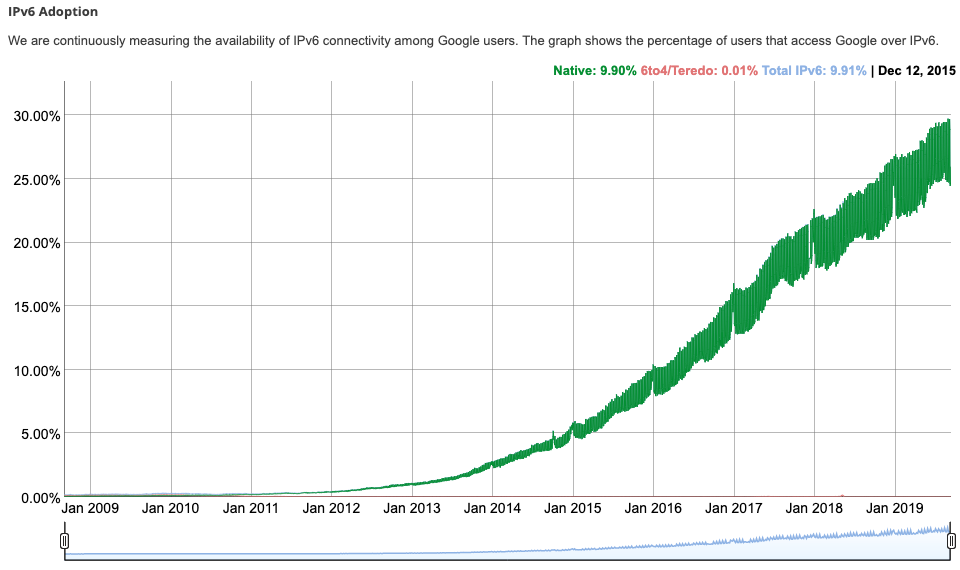 IPv6 Adoption
We are continuously measuring the availability of IPv6 connectivity among Google users. The graph shows the percentage of users that access Google over IPv6.
Native: 9.90% 6to4/Teredo: 0.01% Total IPv6: 9.91% | Dec 12, 2015
30.00%
25.00%
20.00%
15.00%
10.00%
5.00%
0.00%
Jan 2009 Jan 2010 Jan 2011 Jan 2012 Jan 2013 Jan 2014 Jan 2015 Jan 2016 Jan 2017 Jan 2018 Jan 2019